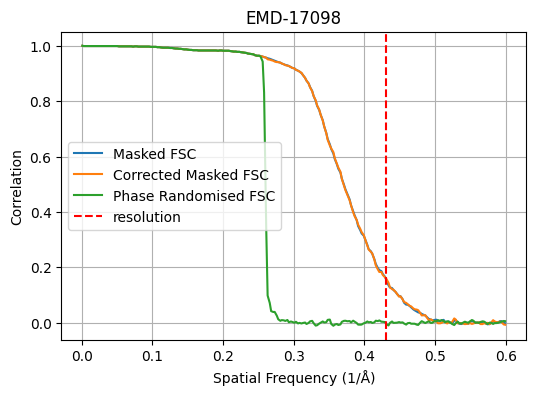 EMD-17098
Correlation
1.0
0.8
0.6
0.4
0.2
0.0
Masked FSC
Corrected Masked FSC
Phase Randomised FSC
resolution
0.0 0.1 0.2 0.3 0.4 0.5 0.6
Spatial Frequency (1/Å)